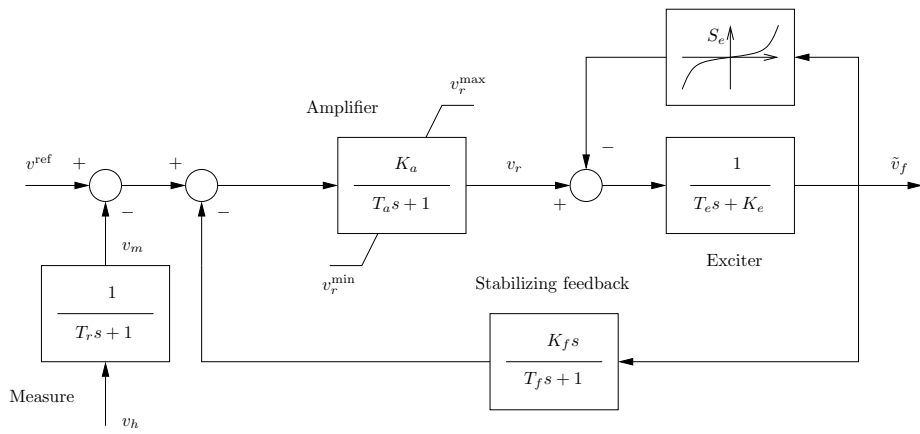 S_e
v_r^max
Amplifier
v^ref
+
+
K_a
T_a s + 1
v_r
−
+
1
T_e s + K_e
ṽ_f
−
−
v_m
v_r^min
Exciter
Stabilizing feedback
1
T_r s + 1
K_f s
T_f s + 1
Measure
v_h